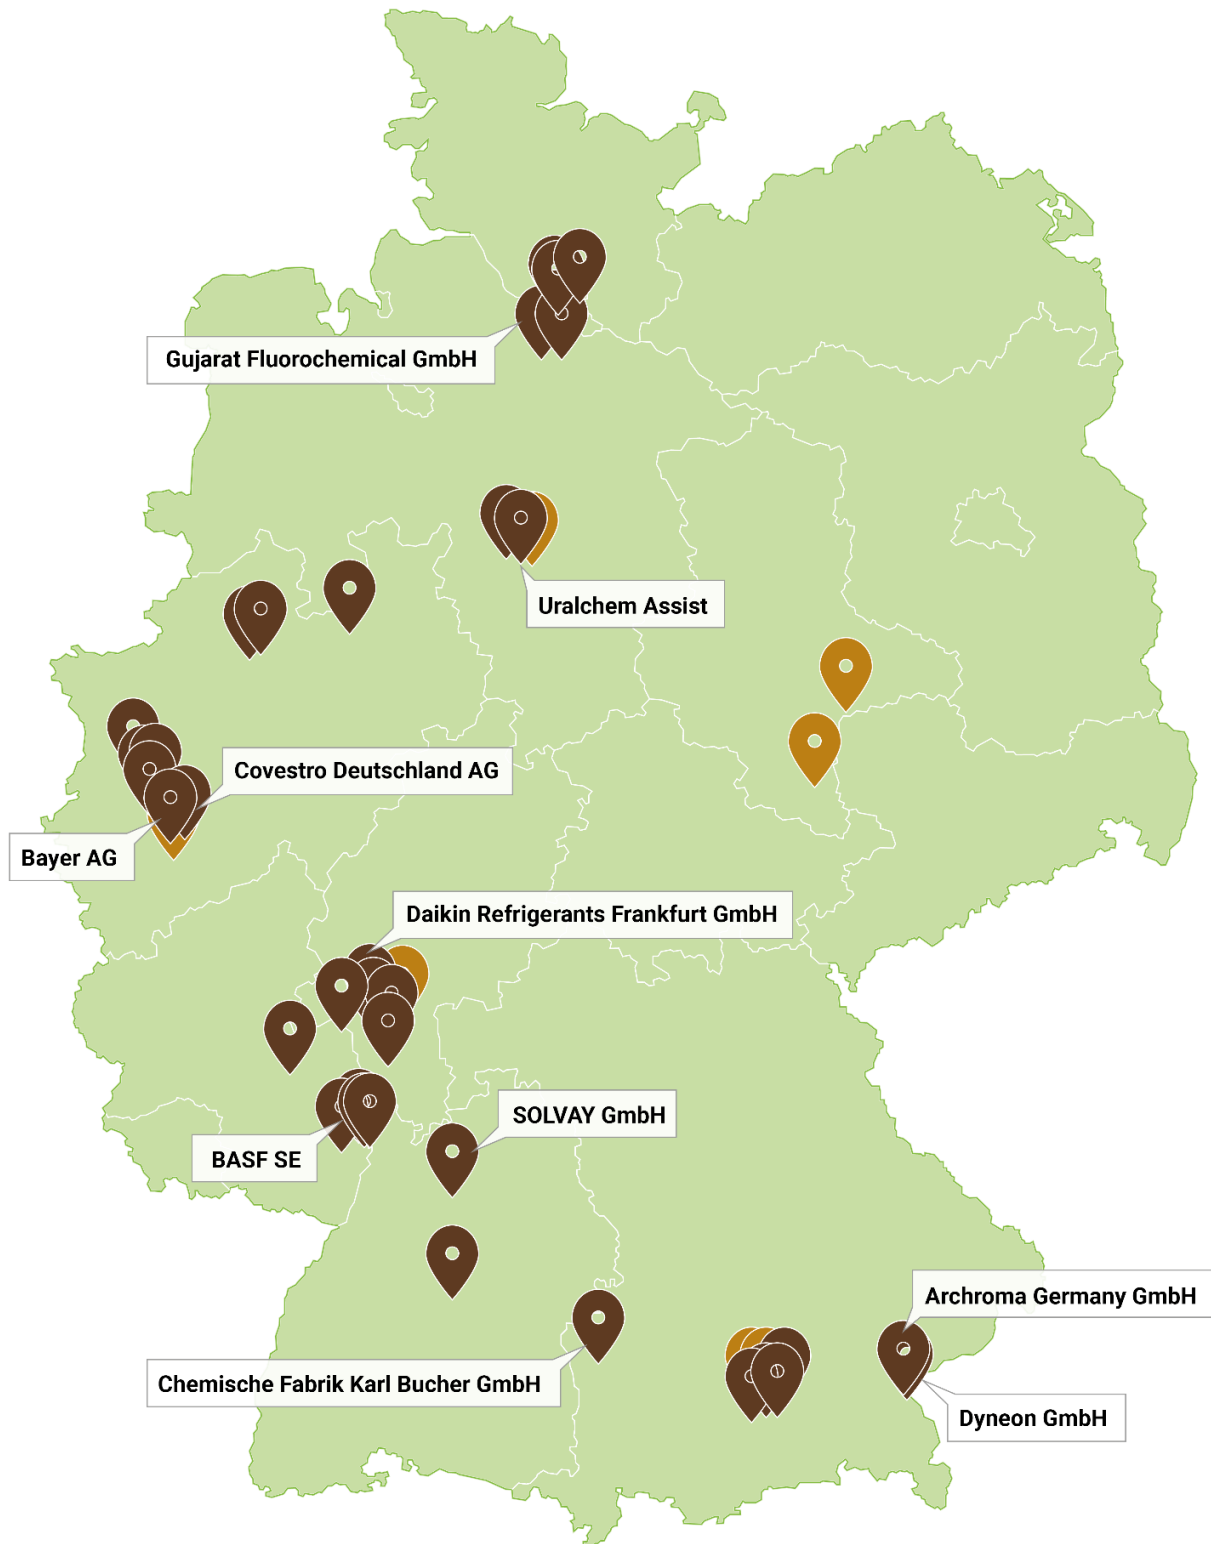 Gujarat Fluorochemical GmbH
Uralchem Assist
Covestro Deutschland AG
Bayer AG
Daikin Refrigerants Frankfurt GmbH
SOLVAY GmbH
BASF SE
Archroma Germany GmbH
Chemische Fabrik Karl Bucher GmbH
Dyneon GmbH